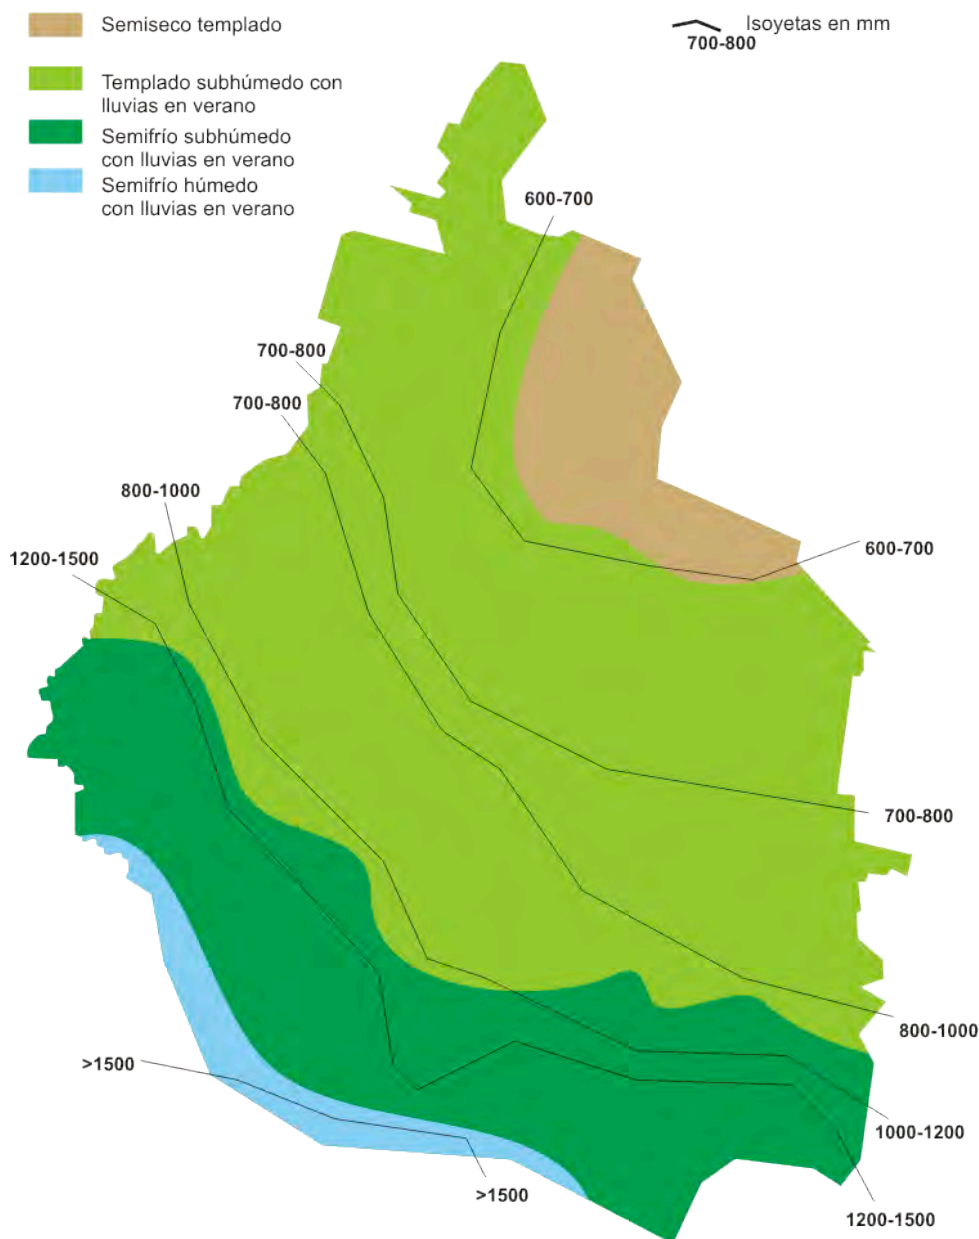 Semiseco templado
Isoyetas en mm
700-800
Templado subhúmedo con
lluvias en verano
Semifrío subhúmedo
con lluvias en verano
Semifrío húmedo
con lluvias en verano
600-700
700-800
700-800
800-1000
1200-1500
600-700
700-800
800-1000
>1500
1000-1200
>1500
1200-1500